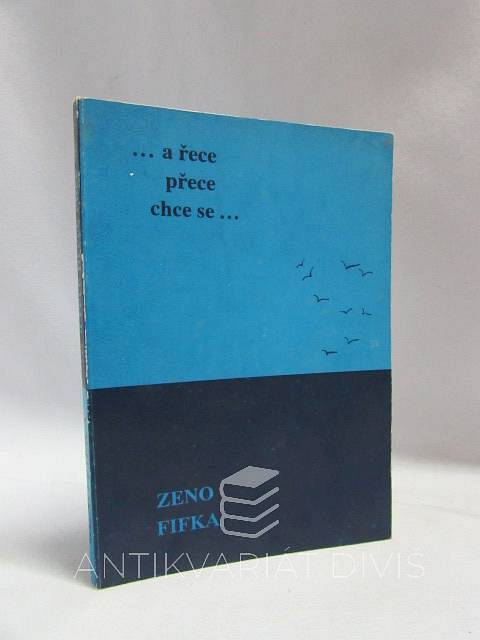 ... a řece
přece
chce se ...
ZENO
FIFKA
ANTIKVARIÁT DIVIŠ